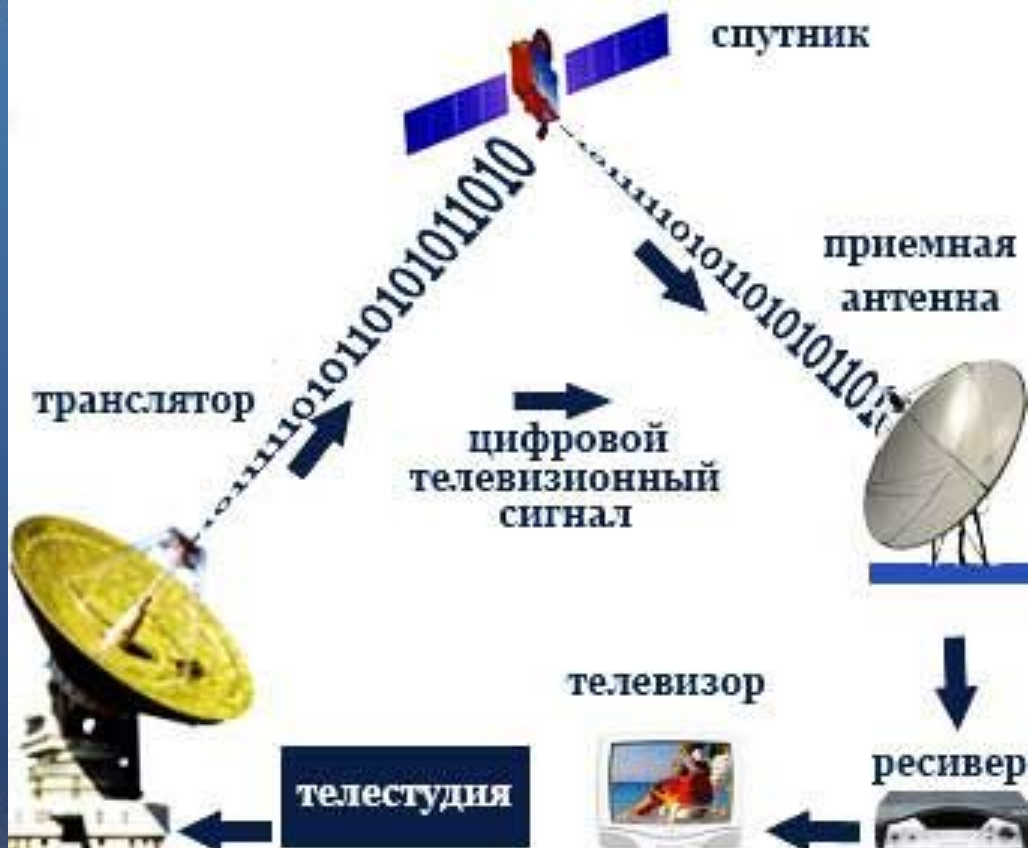 спутник
приемная
антенна
транслятор
цифровой
телевизионный
сигнал
телевизор
ресивер
телестудия